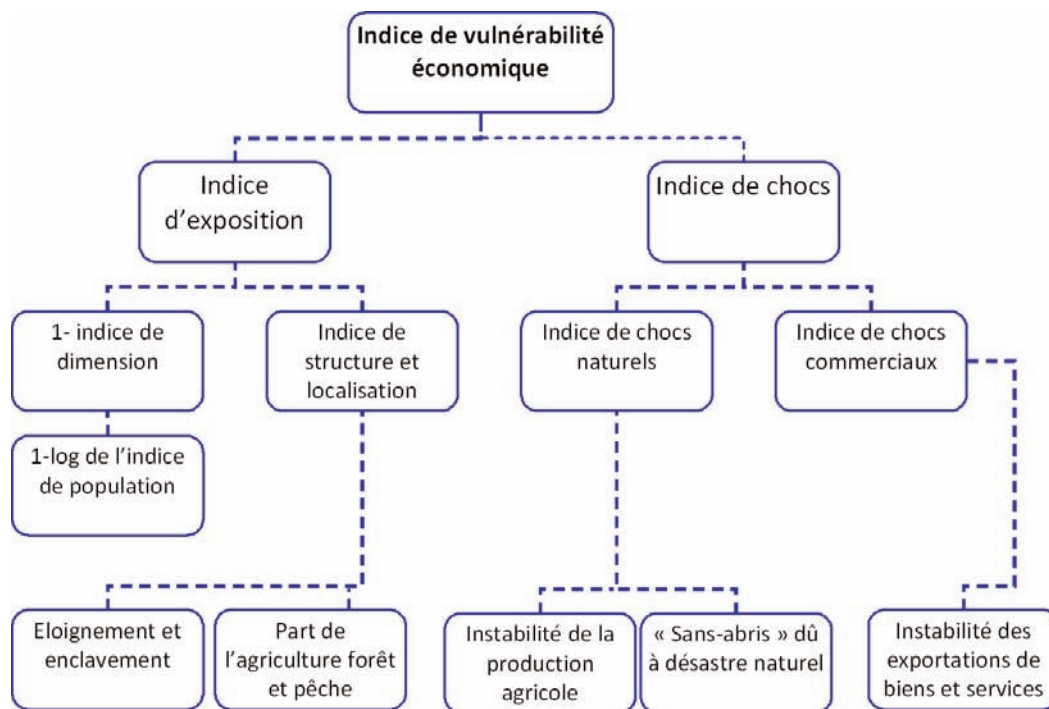 Indice de vulnérabilité
économique
Indice
d’exposition
Indice de chocs
1- indice de
dimension
Indice de
structure et
localisation
Indice de chocs
naturels
Indice de chocs
commerciaux
1-log de l’indice
de population
Eloignement et
enclavement
Part de
l’agriculture forêt
et pêche
Instabilité de la
production
agricole
« Sans-abris » dû
à désastre naturel
Instabilité des
exportations de
biens et services